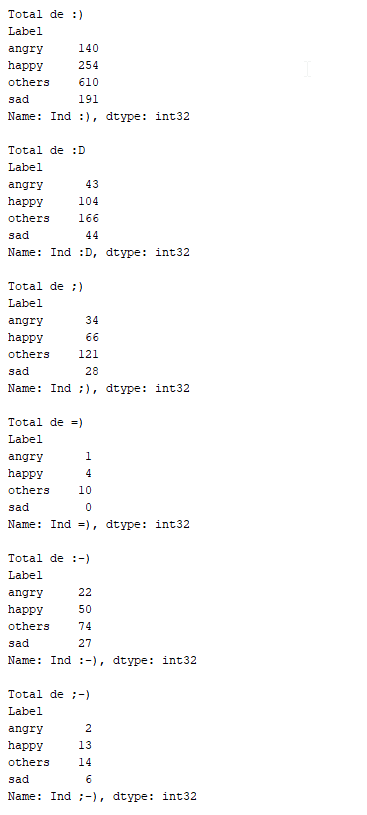 Total de :)
Label
angry     140
happy     254
others    610
sad       191
Name: Ind :), dtype: int32

Total de :D
Label
angry      43
happy     104
others    166
sad        44
Name: Ind :D, dtype: int32

Total de ;)
Label
angry      34
happy      66
others    121
sad        28
Name: Ind ;), dtype: int32

Total de =)
Label
angry      1
happy      4
others    10
sad        0
Name: Ind =), dtype: int32

Total de :-)
Label
angry     22
happy     50
others    74
sad       27
Name: Ind :-), dtype: int32

Total de ;-)
Label
angry      2
happy     13
others    14
sad        6
Name: Ind ;-), dtype: int32